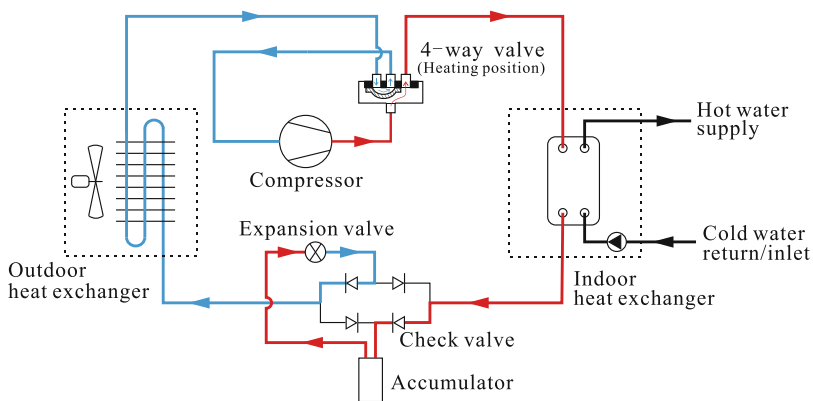 4-way valve
(Heating position)
Hot water
supply
Compressor
Expansion valve
Cold water
return/inlet
Outdoor
heat exchanger
Indoor
heat exchanger
Check valve
Accumulator